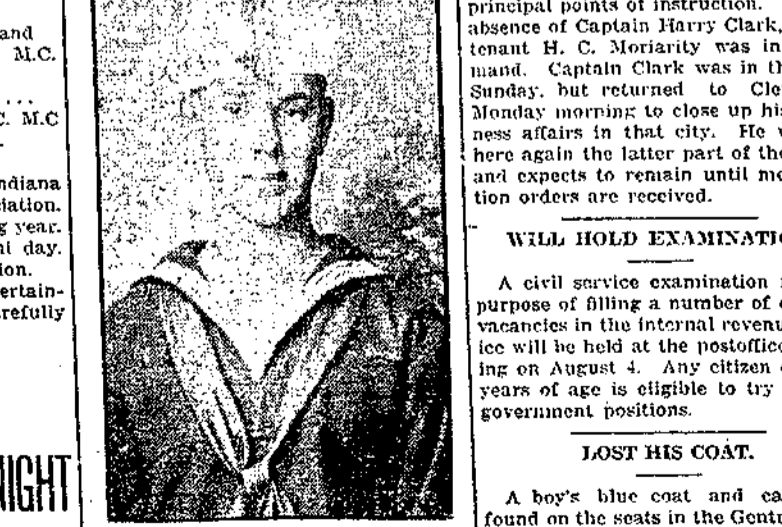 and
M.C.
...
C. M.C
ndiana
iation.
g year.
ni day.
ion.
ertain-
refully
NIGHT
principal points of instruction.
absence of Captain Harry Clark,
tenant H. C. Moriarity was in
mand. Captain Clark was in th
Sunday, but returned to Cle
Monday morning to close up his
ness affairs in that city. He w
here again the latter part of the
and expects to remain until mo
tion orders are received.
WILL HOLD EXAMINATIO
A civil service examination
purpose of filling a number of
vacancies in the internal revenu
ice will be held at the postoffic
ing on August 4. Any citizen
years of age is eligible to try
government positions.
LOST HIS COAT.
A boy's blue coat and ca
found on the seats in the Gentr